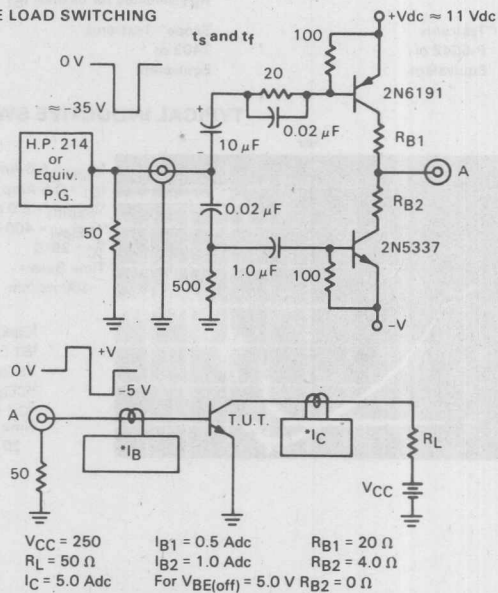 E LOAD SWITCHING
ts and tf
+Vdc ≈ 11 Vdc
0 V
≈ –35 V
100
20
2N6191
0.02 μF
+
10 μF
–
RB1
A
RB2
H.P. 214
or
Equiv.
P.G.
50
0.02 μF
1.0 μF
2N5337
500
100
–V
0 V
+V
–5 V
A
T.U.T.
*IB
*IC
50
RL
VCC
VCC = 250
RL = 50 Ω
IC = 5.0 Adc
IB1 = 0.5 Adc
IB2 = 1.0 Adc
For VBE(off) = 5.0 V RB2 = 0 Ω
RB1 = 20 Ω
RB2 = 4.0 Ω